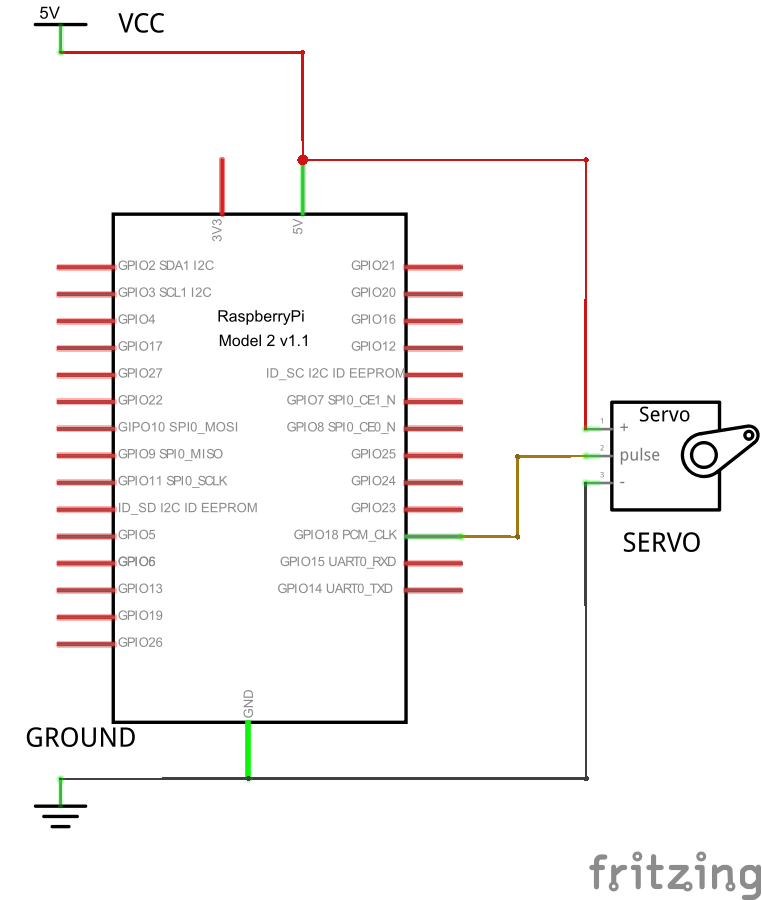 5V
VCC
3V3
5V
GPIO2 SDA1 I2C
GPIO21
GPIO3 SCL1 I2C
GPIO20
RaspberryPi
Model 2 v1.1
GPIO4
GPIO16
GPIO17
GPIO12
GPIO27
ID_SC I2C ID EEPROM
GPIO22
GPIO7 SPI0_CE1_N
GIPO10 SPI0_MOSI
GPIO8 SPI0_CE0_N
GPIO9 SPI0_MISO
GPIO25
GPIO11 SPI0_SCLK
GPIO24
ID_SD I2C ID EEPROM
GPIO23
GPIO5
GPIO18 PCM_CLK
GPIO6
GPIO15 UART0_RXD
GPIO13
GPIO14 UART0_TXD
GPIO19
GPIO26
GND
Servo
1
+
2
pulse
3
-
SERVO
GROUND
fritzing